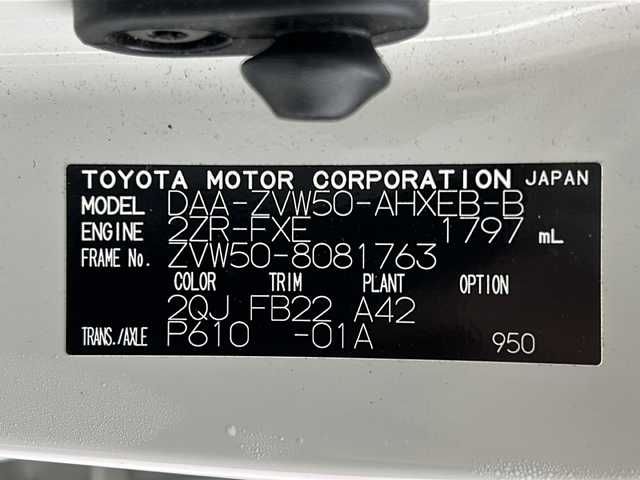 TOYOTA MOTOR CORPORATION JAPAN
MODEL DAA-ZVW50-AHXEB-B
ENGINE 2ZR-FXE 1797 mL
FRAME No. ZVW50-8081763
COLOR TRIM PLANT OPTION
2QJ FB22 A42
TRANS./AXLE P610 -01A 950